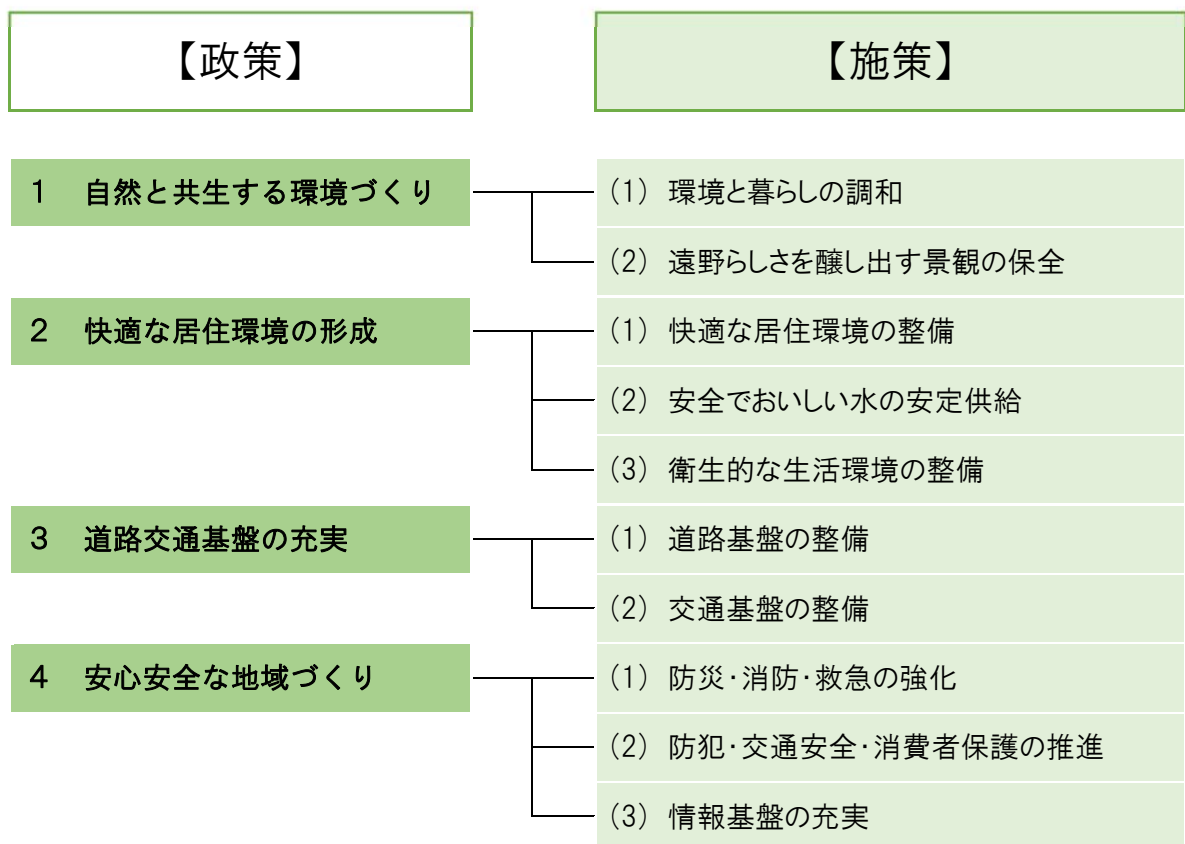 【政策】 【施策】
1 自然と共生する環境づくり (1) 環境と暮らしの調和
(2) 遠野らしさを醸し出す景観の保全
2 快適な居住環境の形成 (1) 快適な居住環境の整備
(2) 安全でおいしい水の安定供給
(3) 衛生的な生活環境の整備
3 道路交通基盤の充実 (1) 道路基盤の整備
(2) 交通基盤の整備
4 安心安全な地域づくり (1) 防災・消防・救急の強化
(2) 防犯・交通安全・消費者保護の推進
(3) 情報基盤の充実